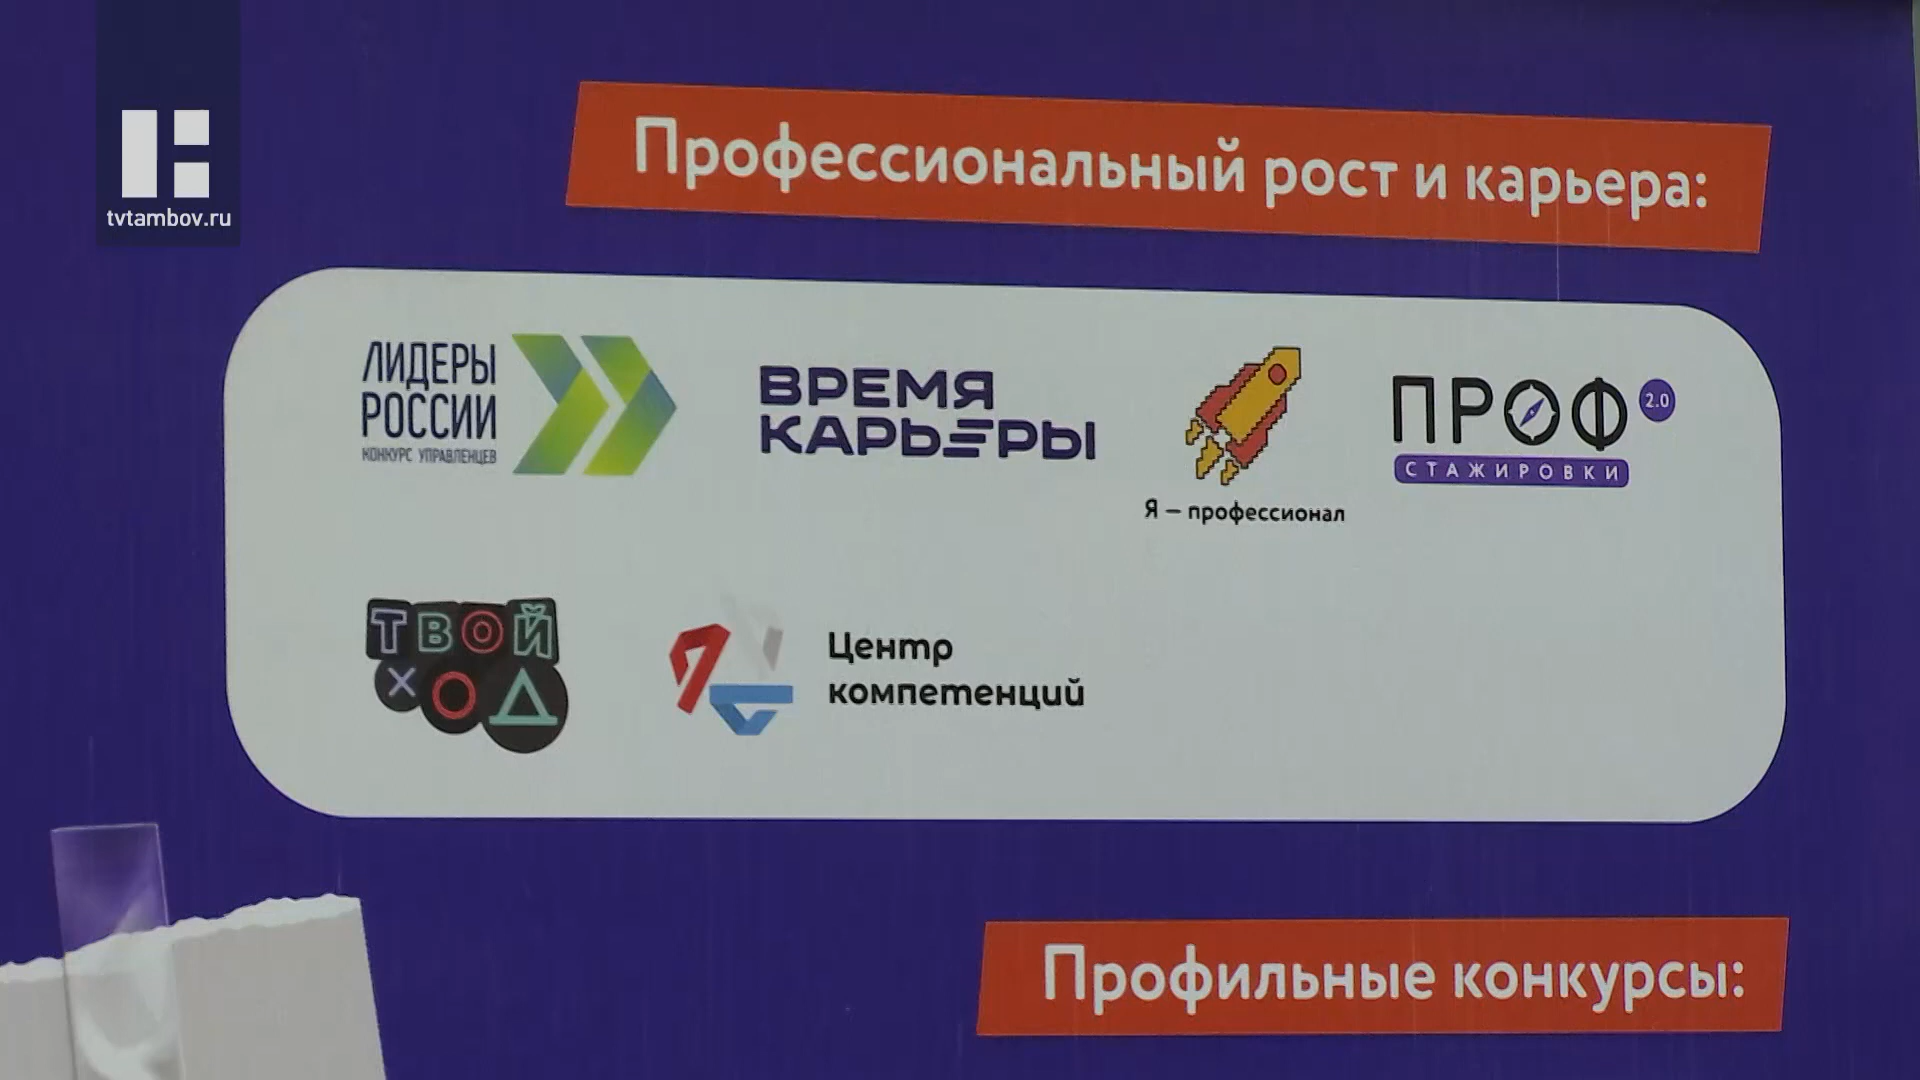 tvtambov.ru
Профессиональный рост и карьера:
ЛИДЕРЫ
РОССИИ
КОНКУРС УПРАВЛЕНЦЕВ
ВРЕМЯ
КАРЬЕРЫ
Я – профессионал
ПРОФ 2.0
СТАЖИРОВКИ
ТВОЙ
ХОД
Центр
компетенций
Профильные конкурсы: